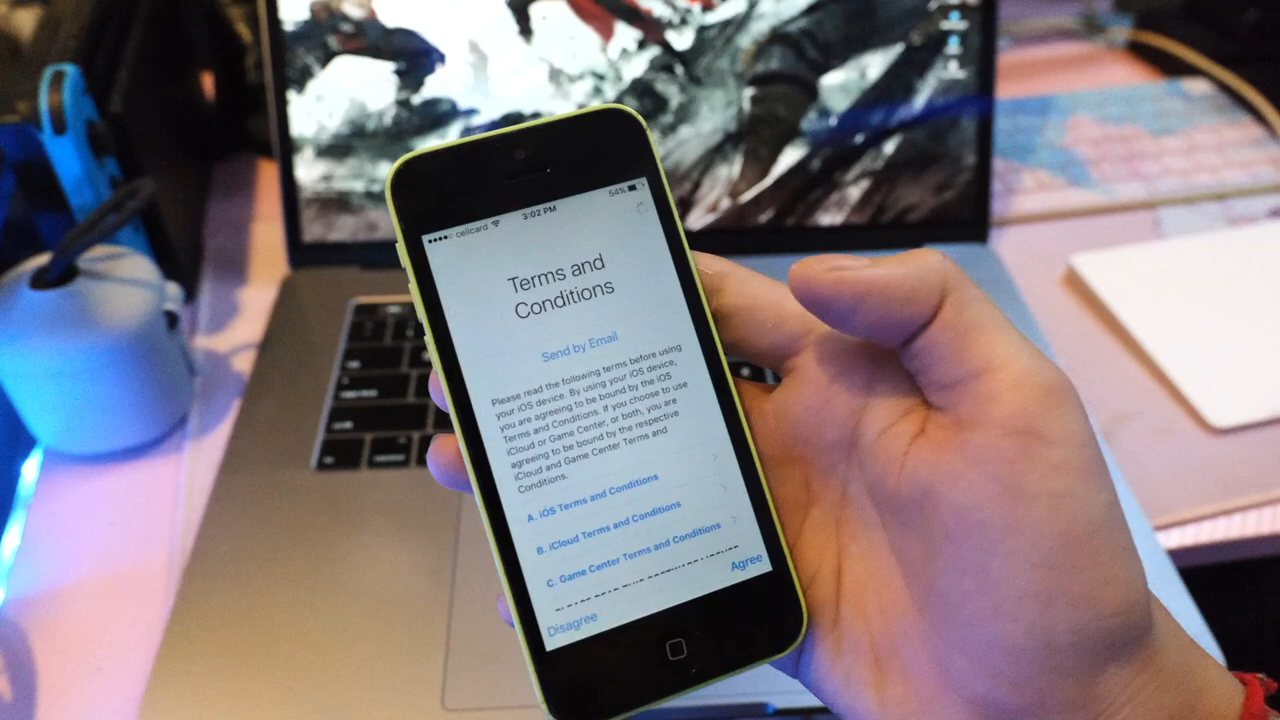 cellcard 3:02 PM 54%
Terms and
Conditions
Send by Email
Please read the following terms before using
your iOS device. By using your iOS device,
you are agreeing to be bound by the iOS
Terms and Conditions. If you choose to use
iCloud or Game Center, or both, you are
agreeing to be bound by the respective
iCloud and Game Center Terms and
Conditions.
A. iOS Terms and Conditions
B. iCloud Terms and Conditions
C. Game Center Terms and Conditions
Disagree Agree